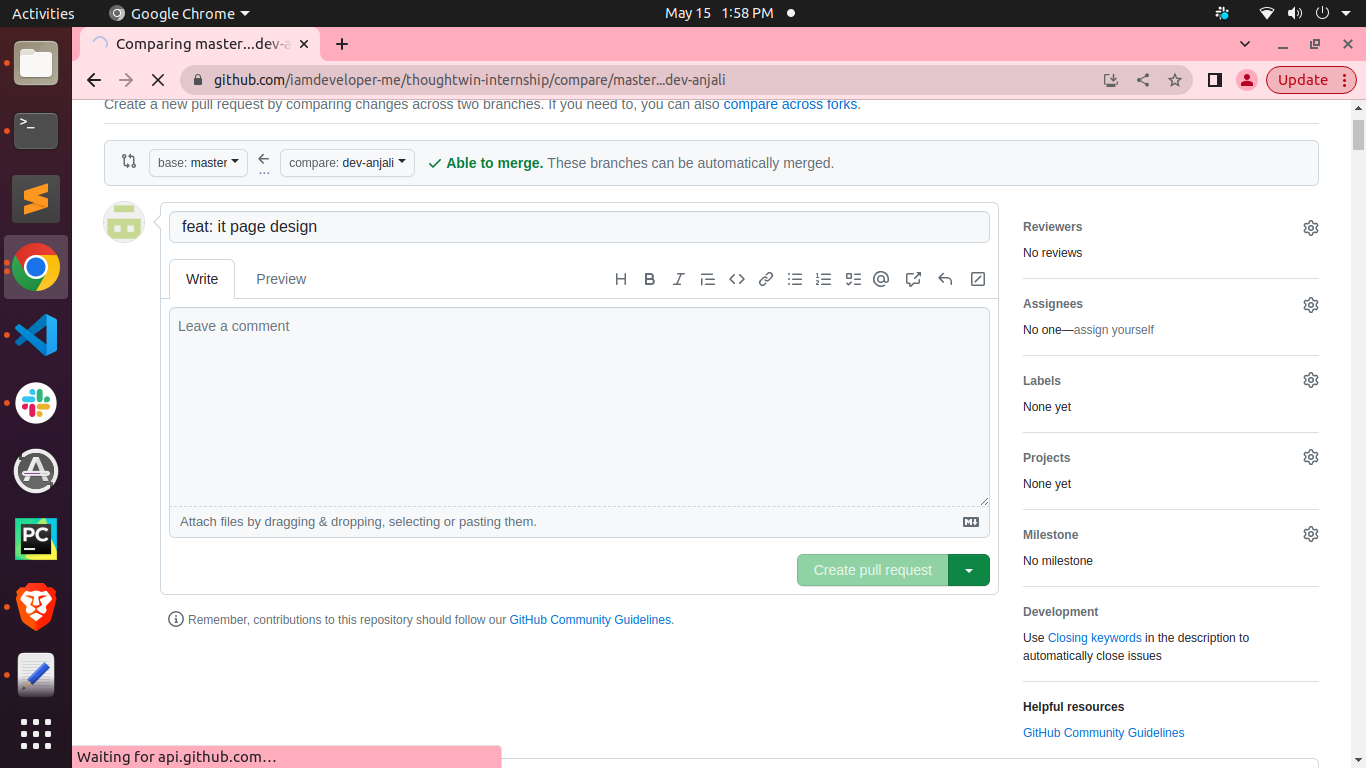 Activities
Google Chrome
May 15 1:58 PM
Comparing master...dev-a
github.com/iamdeveloper-me/thoughtwin-internship/compare/master...dev-anjali
Update
Create a new pull request by comparing changes across two branches. If you need to, you can also compare across forks.
base: master
...
compare: dev-anjali
Able to merge. These branches can be automatically merged.
feat: it page design
Write
Preview
Leave a comment
Attach files by dragging & dropping, selecting or pasting them.
Create pull request
Remember, contributions to this repository should follow our GitHub Community Guidelines.
Reviewers
No reviews
Assignees
No one—assign yourself
Labels
None yet
Projects
None yet
Milestone
No milestone
Development
Use Closing keywords in the description to
automatically close issues
Helpful resources
GitHub Community Guidelines
PC
Waiting for api.github.com…